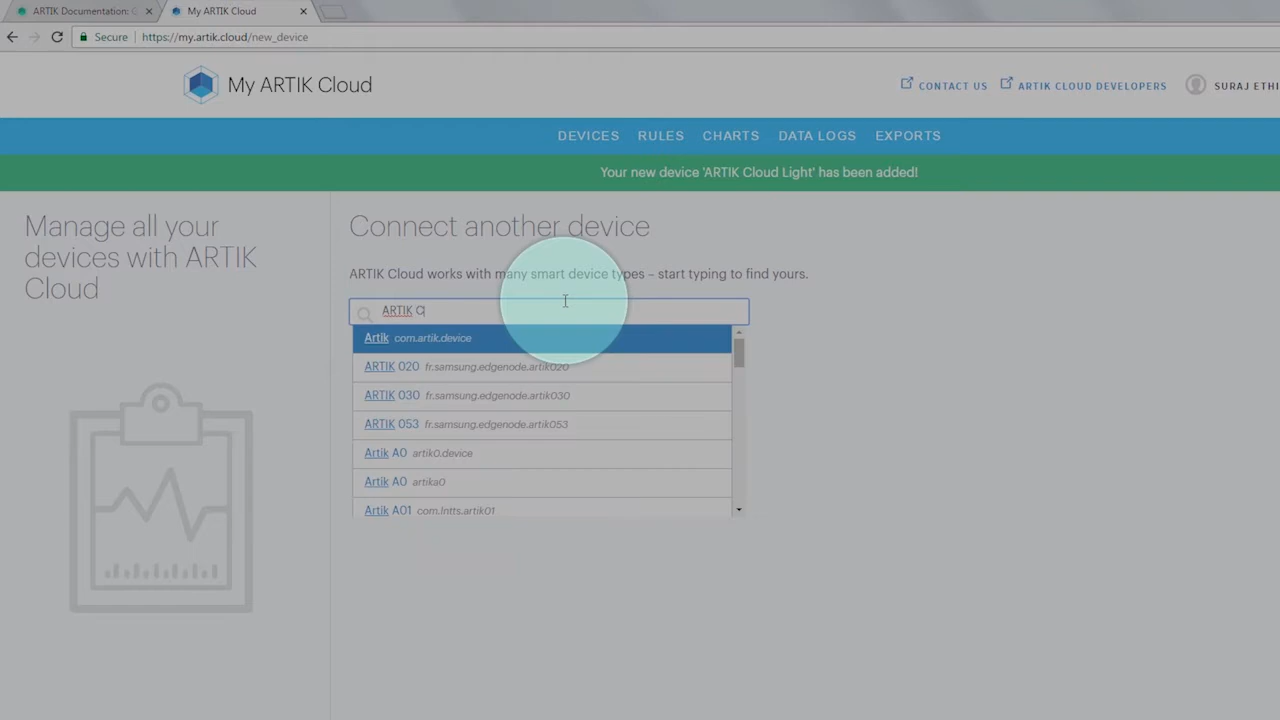 ARTIK Documentation: G
My ARTIK Cloud
Secure
https://my.artik.cloud/new_device
My ARTIK Cloud
CONTACT US
ARTIK CLOUD DEVELOPERS
SURAJ ETHI
DEVICES RULES CHARTS DATA LOGS EXPORTS
Your new device 'ARTIK Cloud Light' has been added!
Manage all your
devices with ARTIK
Cloud
Connect another device
ARTIK Cloud works with many smart device types – start typing to find yours.
ARTIK C
Artik com.artik.device
ARTIK 020 fr.samsung.edgenode.artik020
ARTIK 030 fr.samsung.edgenode.artik030
ARTIK 053 fr.samsung.edgenode.artik053
Artik A0 artik0.device
Artik A0 artika0
Artik A01 com.lntts.artik01